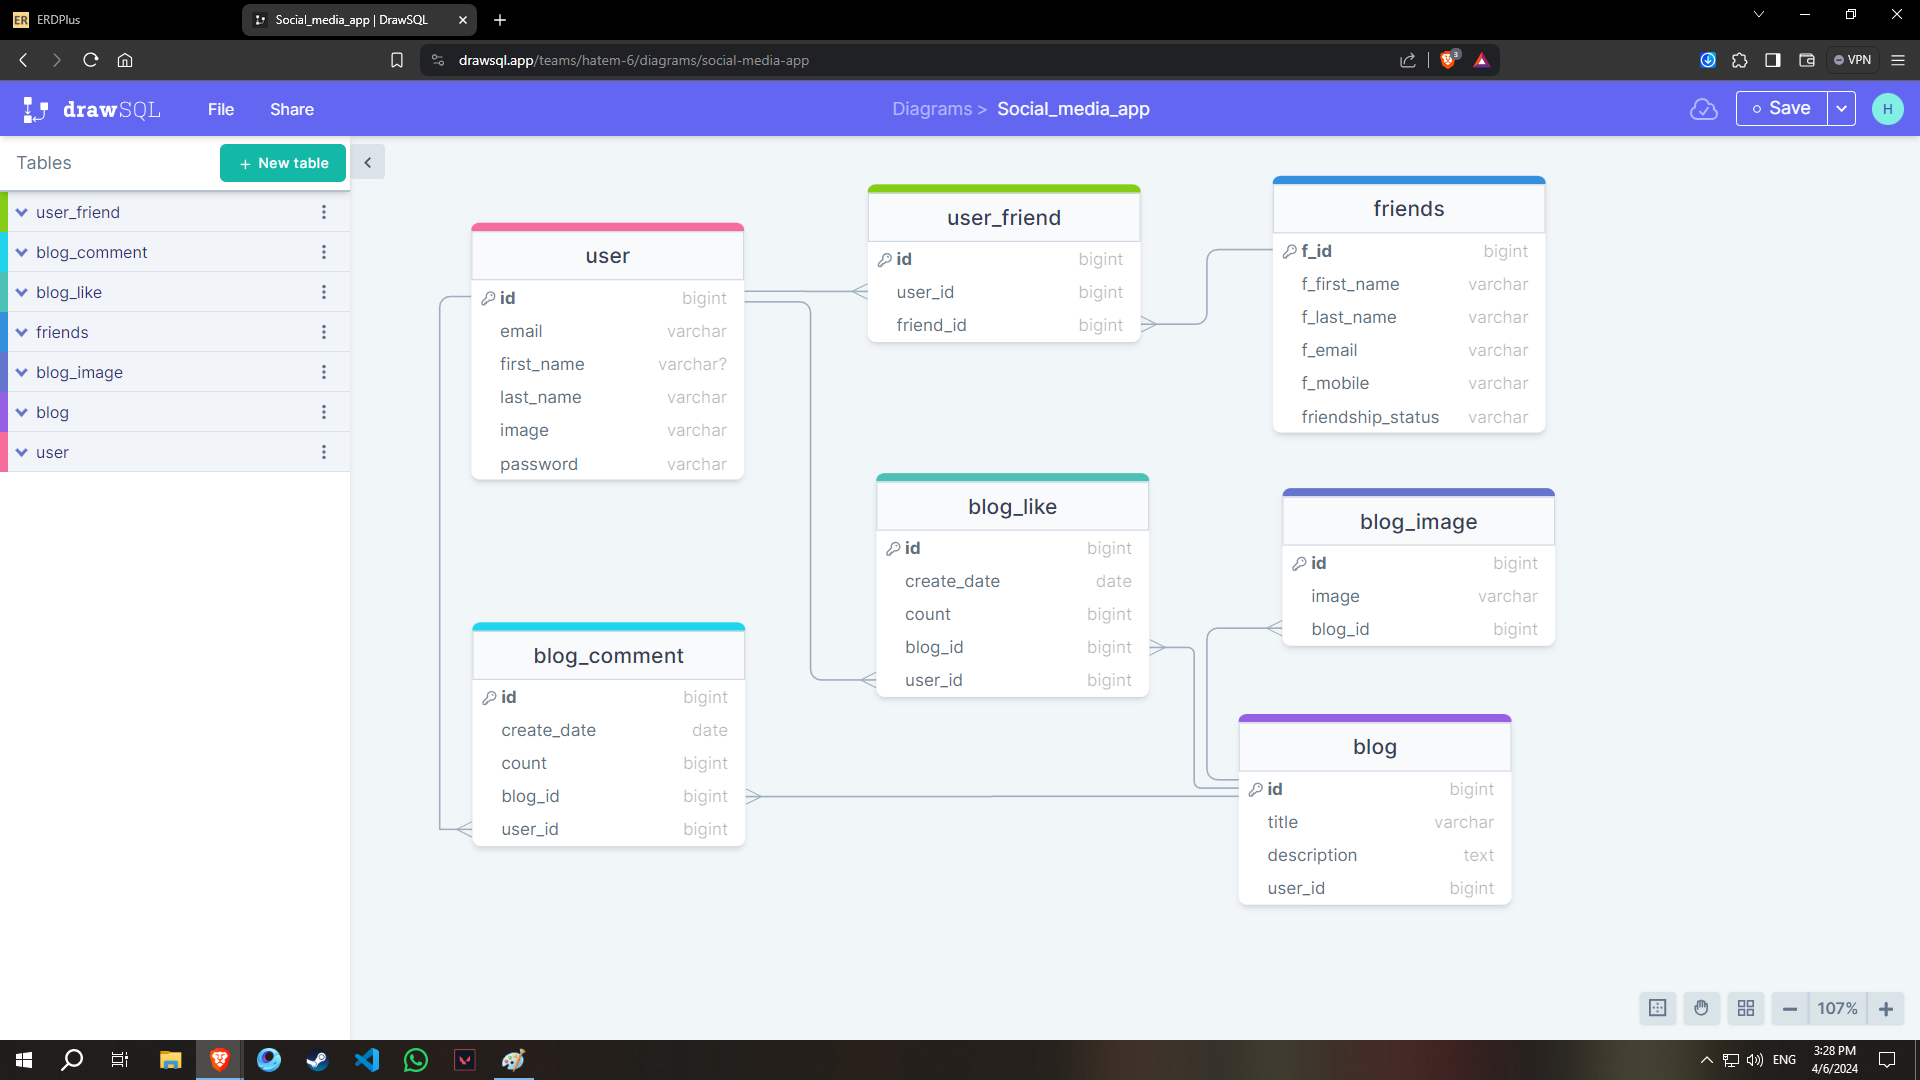 ERDPlus
Social_media_app | DrawSQL
drawsql.app/teams/hatem-6/diagrams/social-media-app
3
VPN
drawSQL
File
Share
Diagrams > Social_media_app
Save
H
Tables
+ New table
user_friend
blog_comment
blog_like
friends
blog_image
blog
user
user
id bigint
email varchar
first_name varchar?
last_name varchar
image varchar
password varchar
user_friend
id bigint
user_id bigint
friend_id bigint
friends
f_id bigint
f_first_name varchar
f_last_name varchar
f_email varchar
f_mobile varchar
friendship_status varchar
blog_like
id bigint
create_date date
count bigint
blog_id bigint
user_id bigint
blog_image
id bigint
image varchar
blog_id bigint
blog_comment
id bigint
create_date date
count bigint
blog_id bigint
user_id bigint
blog
id bigint
title varchar
description text
user_id bigint
107%
ENG
3:28 PM
4/6/2024